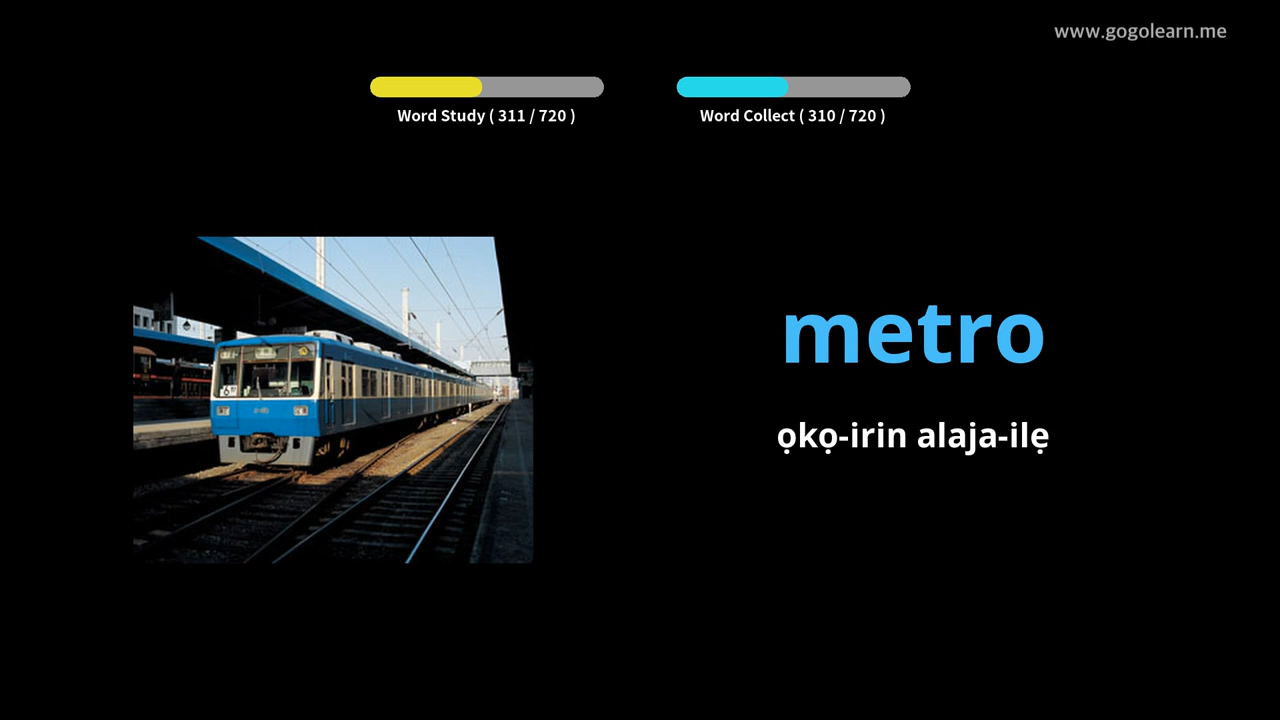 www.gogolearn.me
Word Study ( 311 / 720 )
Word Collect ( 310 / 720 )
metro
ọkọ-irin alaja-ilẹ